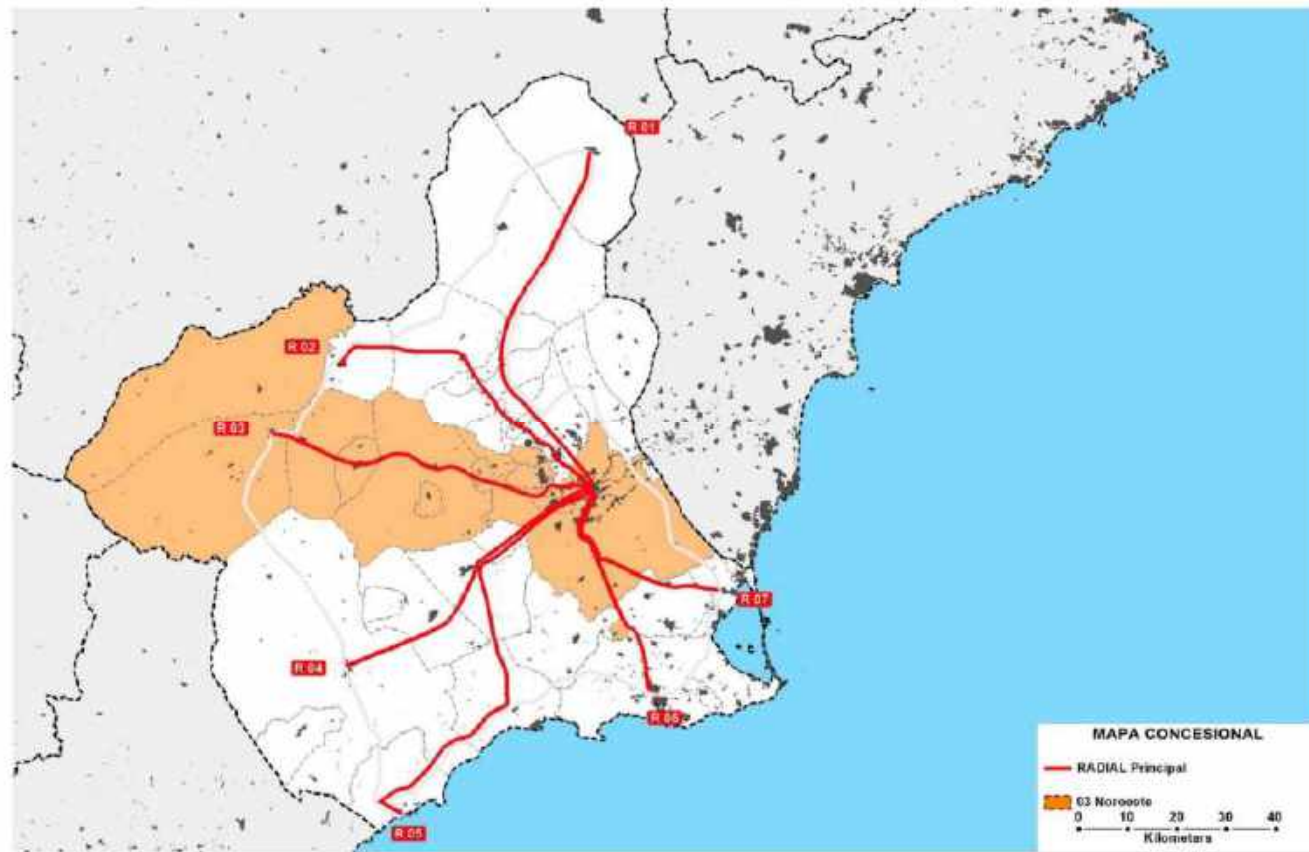 R 01
R 02
R 03
R 07
R 04
R 06
R 05
MAPA CONCESIONAL
RADIAL Principal
03 Noroeste
0 10 20 30 40
Kilometers